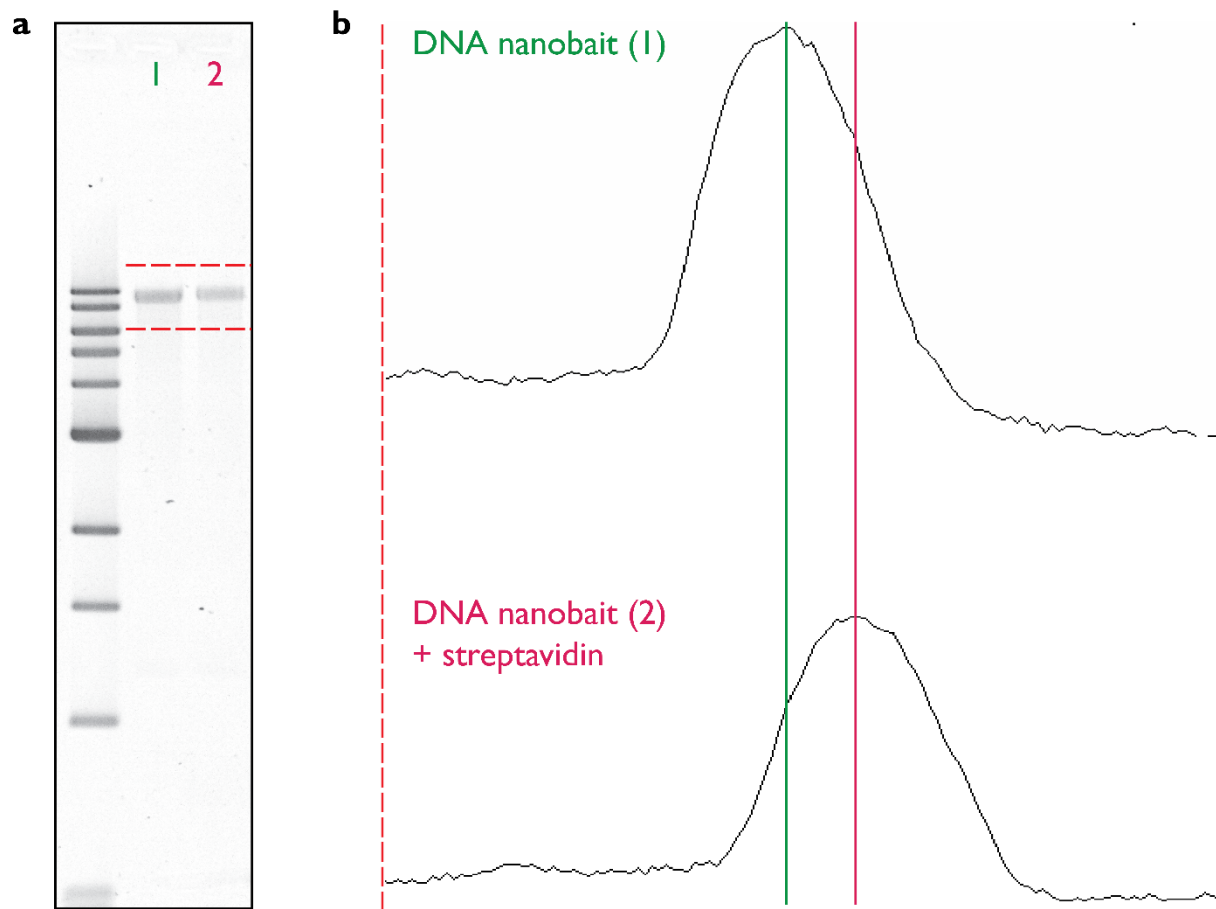 a
1 2
b
DNA nanobait (1)
DNA nanobait (2)
+ streptavidin